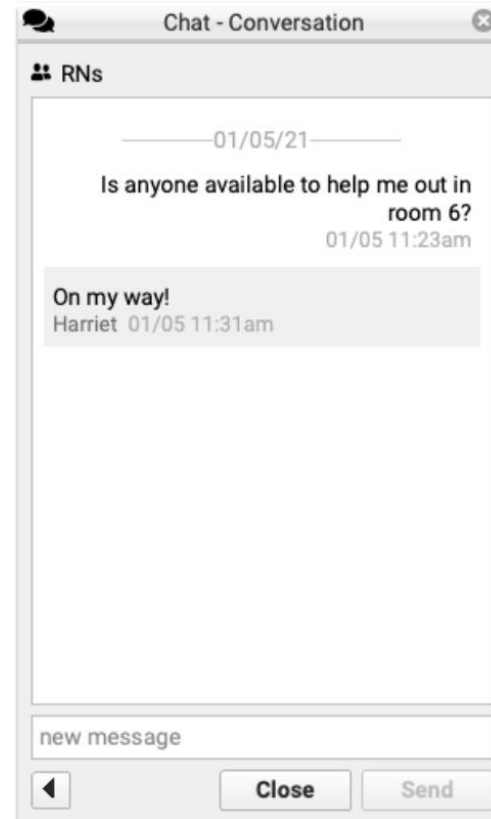 Chat - Conversation
RNs
01/05/21
Is anyone available to help me out in
room 6?
01/05 11:23am
On my way!
Harriet 01/05 11:31am
new message
Close
Send